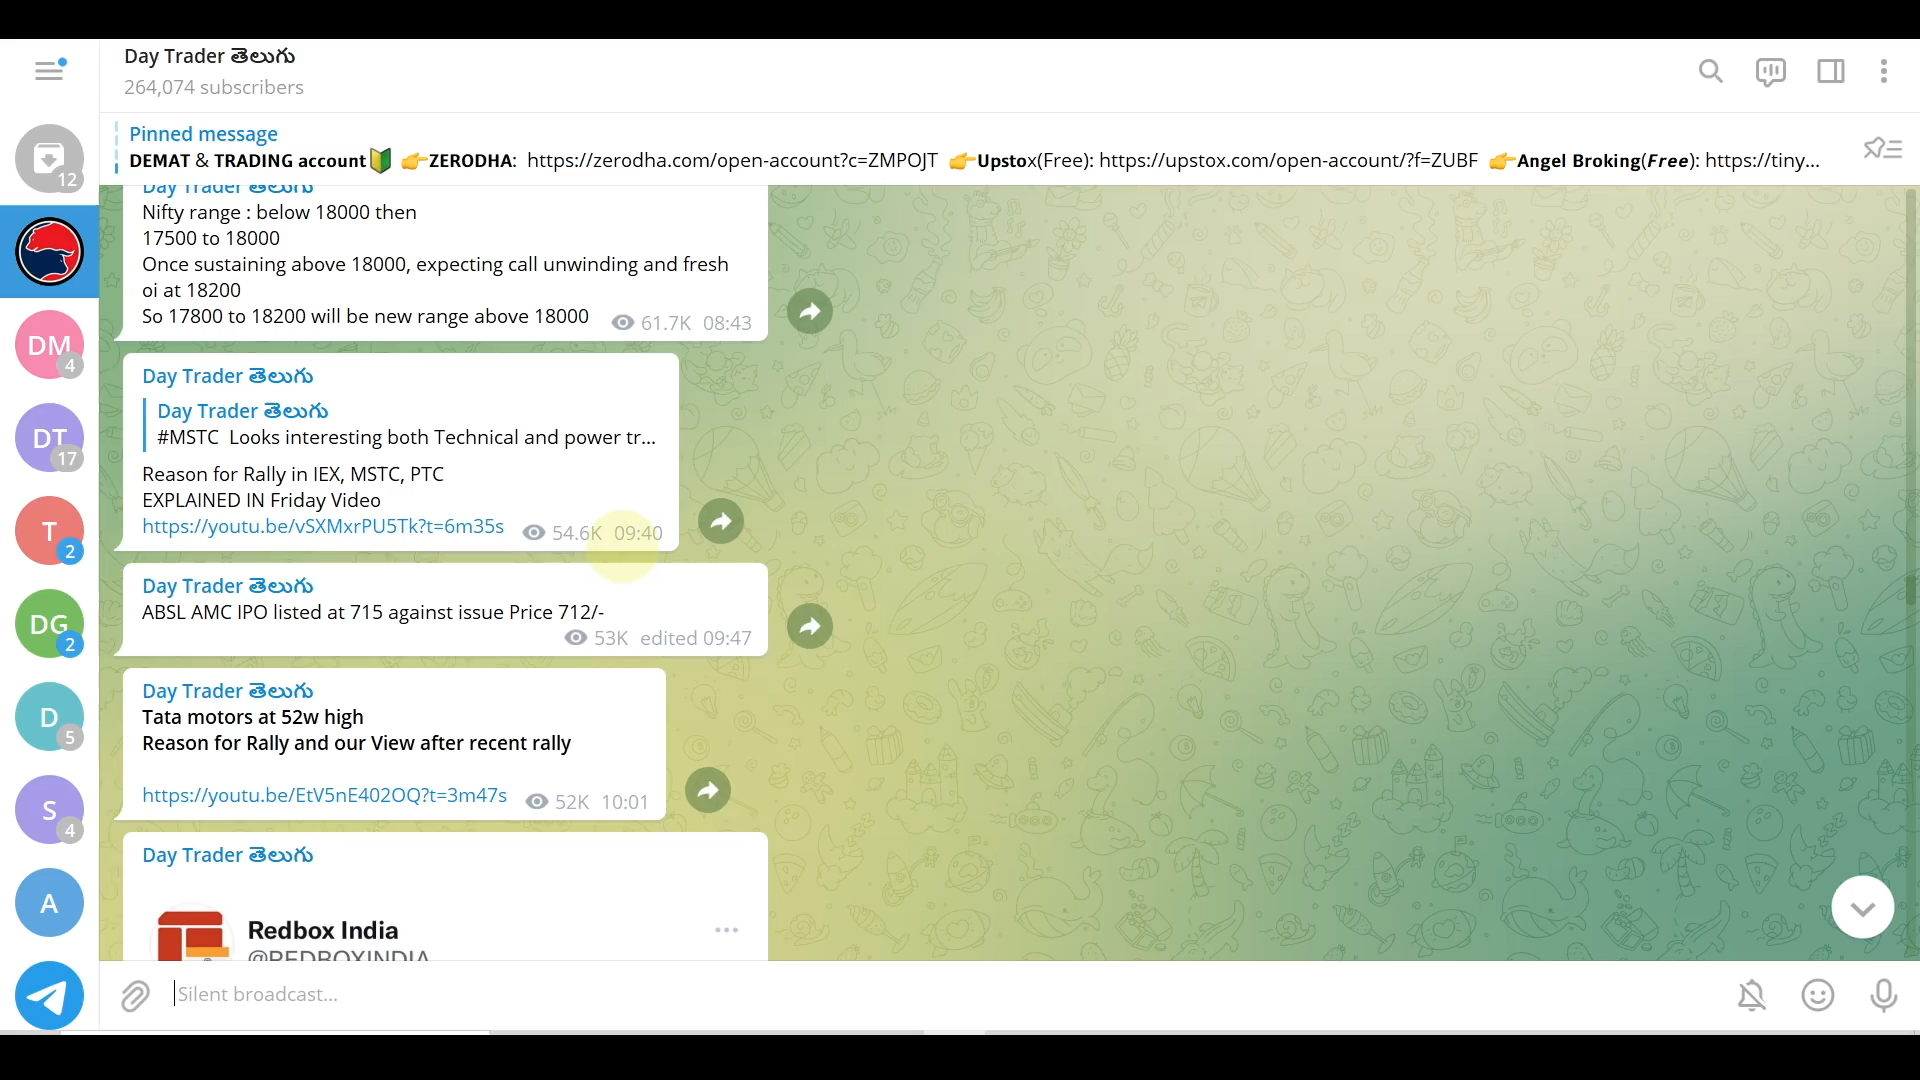 Day Trader తెలుగు
264,074 subscribers
12
DM
4
DT
17
T
2
DG
2
D
5
S
4
A
Pinned message
DEMAT & TRADING account🔰 👉ZERODHA: https://zerodha.com/open-account?c=ZMPOJT 👉Upstox(Free): https://upstox.com/open-account/?f=ZUBF 👉Angel Broking(Free): https://tiny...
Day Trader తెలుగు
Nifty range : below 18000 then
17500 to 18000
Once sustaining above 18000, expecting call unwinding and fresh
oi at 18200
So 17800 to 18200 will be new range above 18000
61.7K 08:43
Day Trader తెలుగు
Day Trader తెలుగు
#MSTC Looks interesting both Technical and power tr...
Reason for Rally in IEX, MSTC, PTC
EXPLAINED IN Friday Video
https://youtu.be/vSXMxrPU5Tk?t=6m35s
54.6K 09:40
Day Trader తెలుగు
ABSL AMC IPO listed at 715 against issue Price 712/-
53K edited 09:47
Day Trader తెలుగు
Tata motors at 52w high
Reason for Rally and our View after recent rally
https://youtu.be/EtV5nE402OQ?t=3m47s
52K 10:01
Day Trader తెలుగు
Redbox India
@REDBOXINDIA
Silent broadcast...